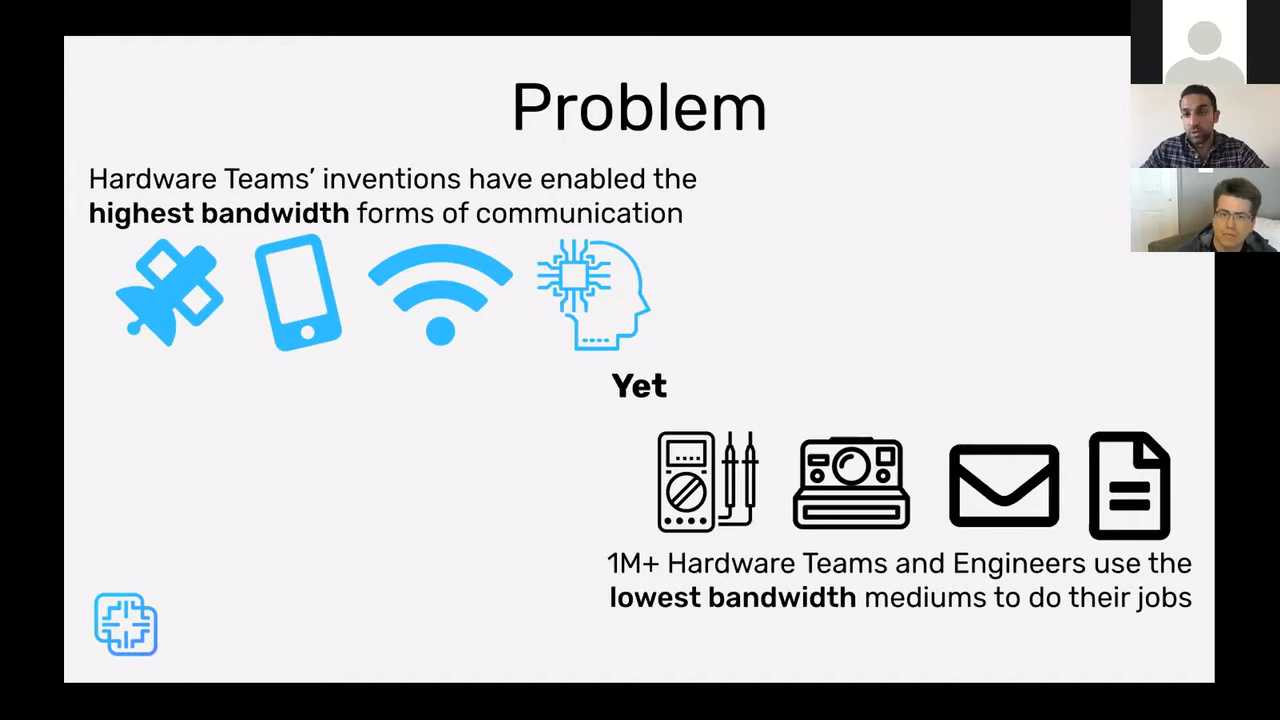 Problem
Hardware Teams’ inventions have enabled the
highest bandwidth forms of communication
Yet
1M+ Hardware Teams and Engineers use the
lowest bandwidth mediums to do their jobs